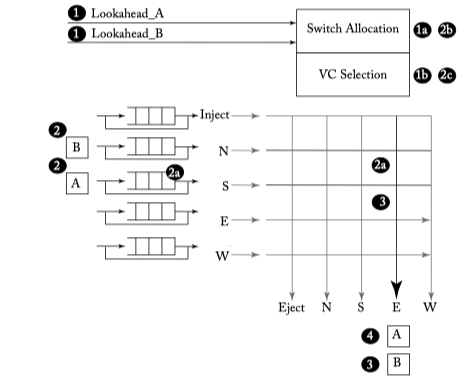 1 Lookahead_A
1 Lookahead_B
Switch Allocation 1a 2b
VC Selection 1b 2c
Inject
2
B
N
2
A
2a
S
2a
3
E
W
Eject N S E W
4 A
3 B